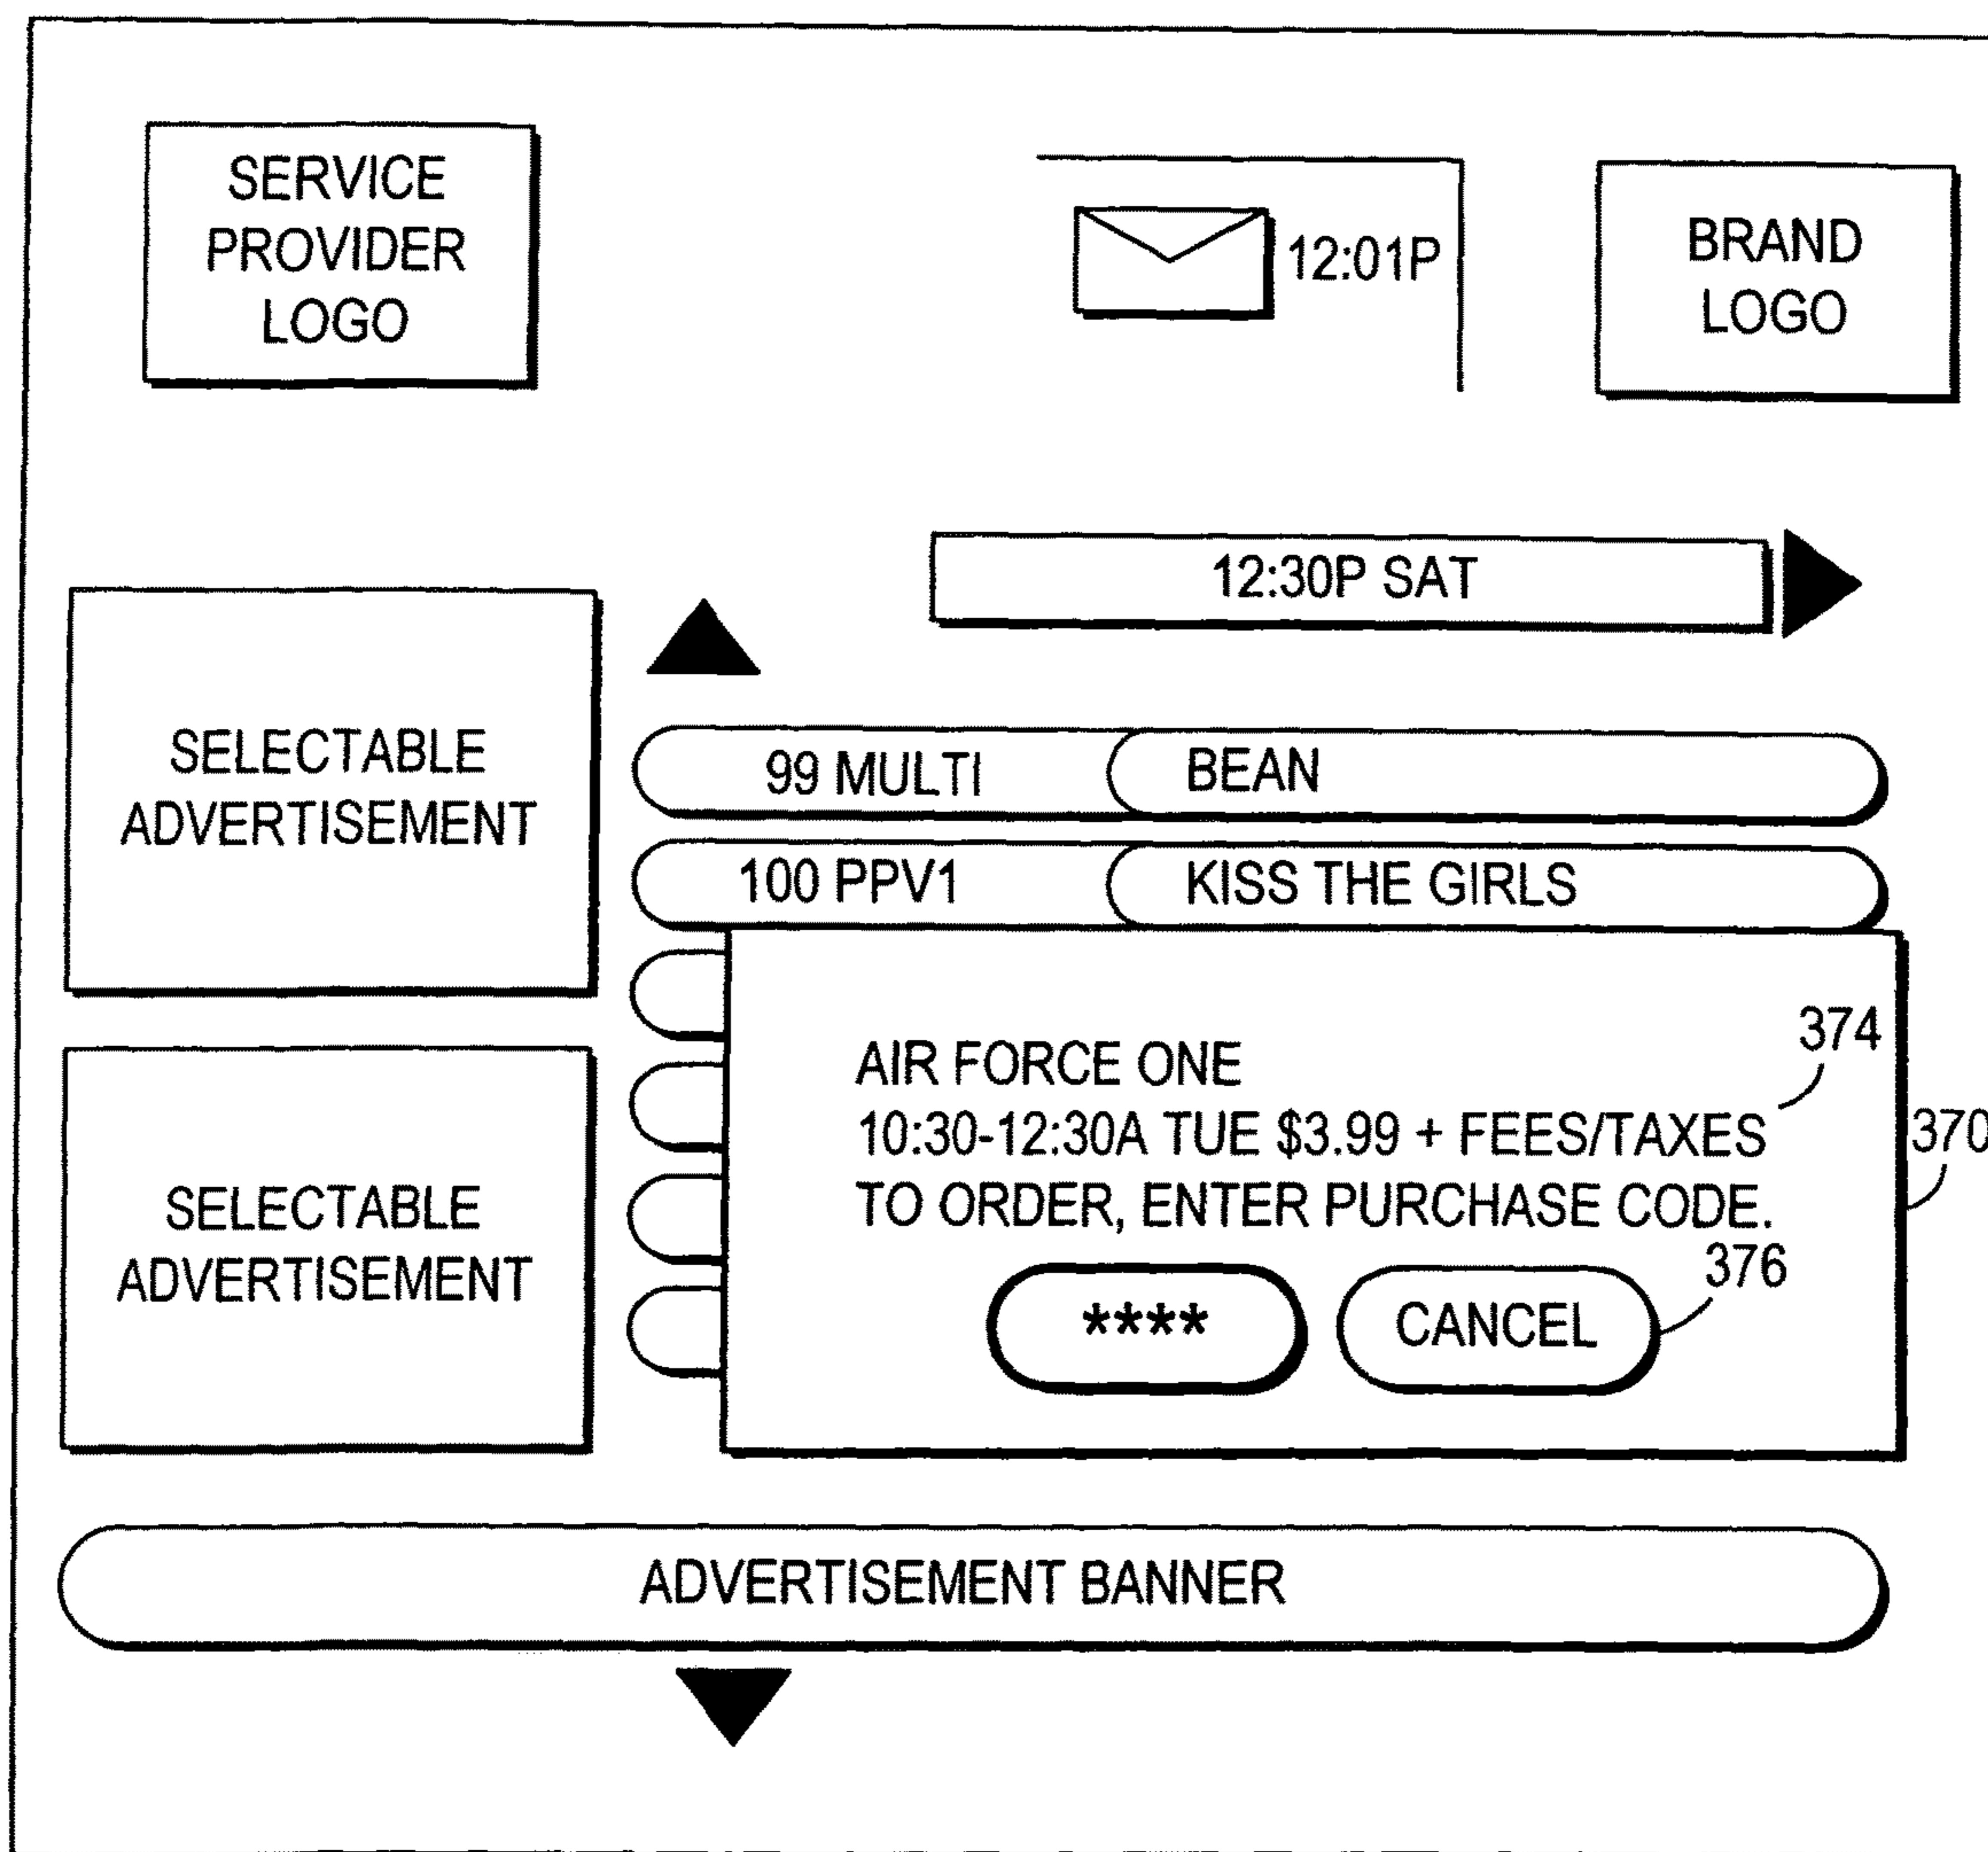 SERVICE
PROVIDER
LOGO
12:01P
BRAND
LOGO
12:30P SAT
SELECTABLE
ADVERTISEMENT
99 MULTI BEAN
100 PPV1 KISS THE GIRLS
374
AIR FORCE ONE
10:30-12:30A TUE $3.99 + FEES/TAXES
370
TO ORDER, ENTER PURCHASE CODE.
376
**** CANCEL
SELECTABLE
ADVERTISEMENT
ADVERTISEMENT BANNER